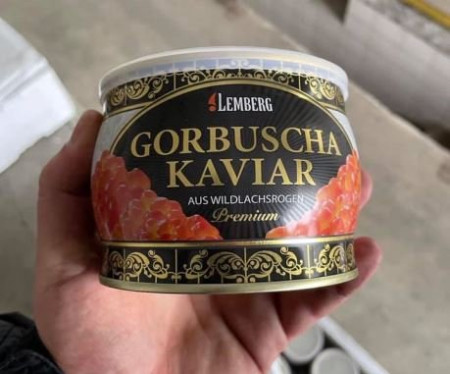 LEMBERG
GORBUSCHA
KAVIAR
AUS WILDLACHSROGEN
Premium